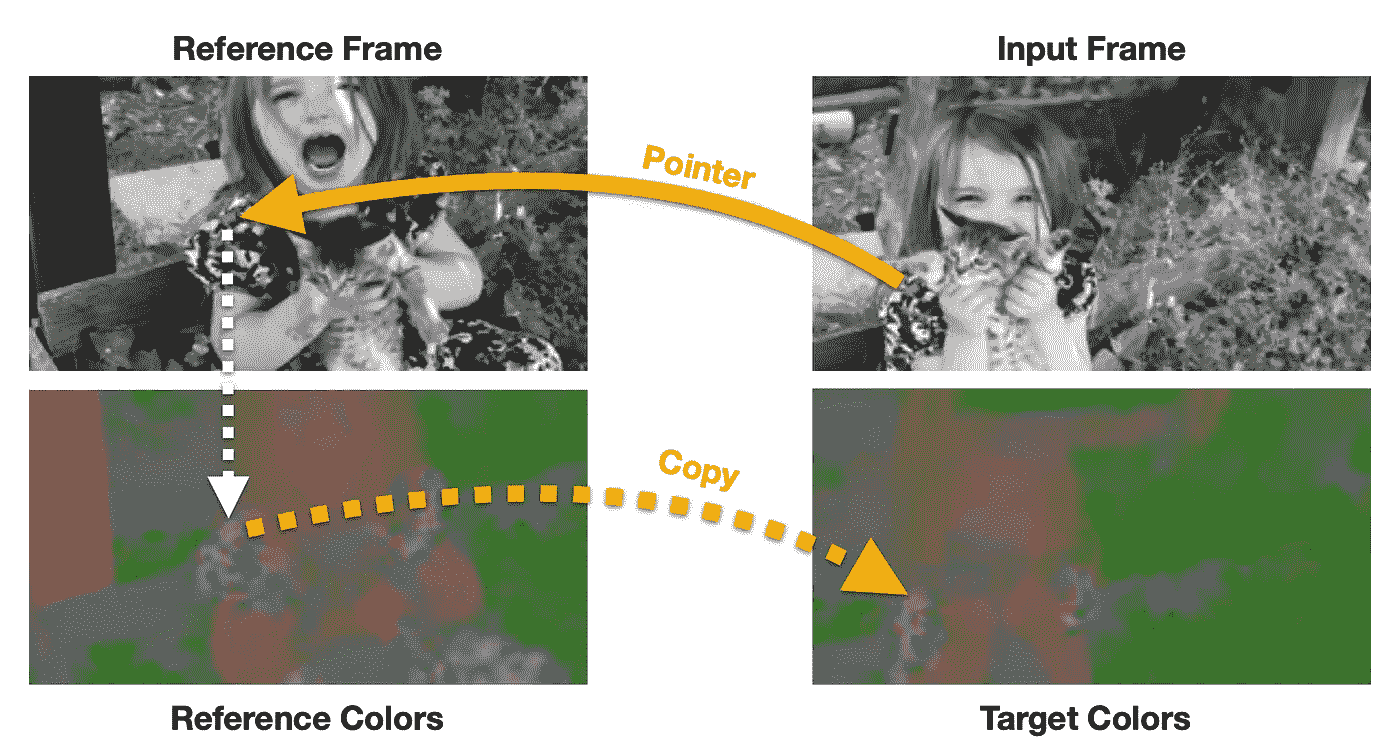 Reference Frame
Input Frame
Pointer
Copy
Reference Colors
Target Colors